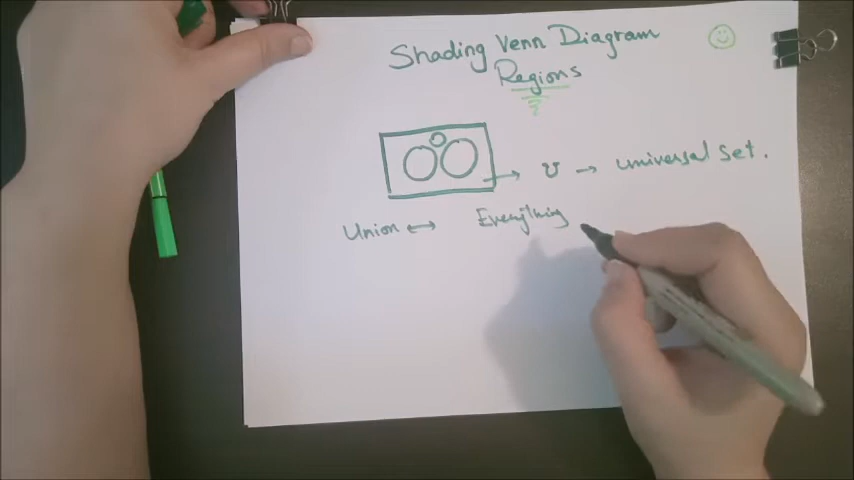 Shading Venn Diagram
Regions
→ U → universal set.
Union ↔ Everything